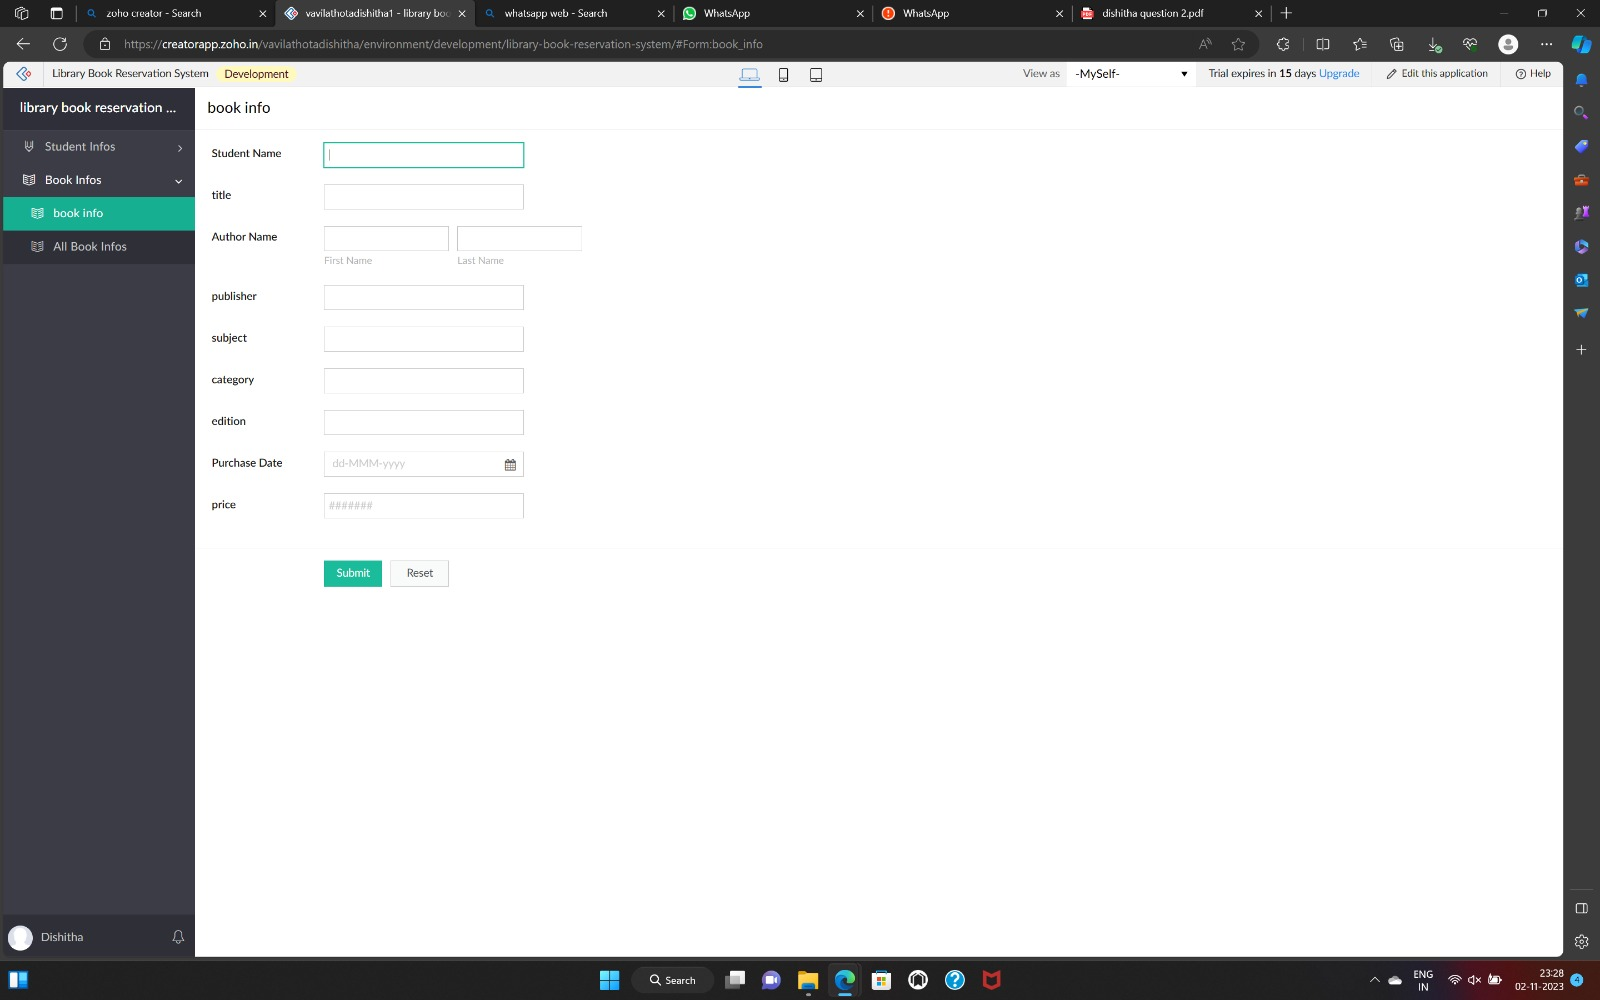 zoho creator - Search
vavilathotadishitha1 - library boo
whatsapp web - Search
WhatsApp
WhatsApp
dishitha question 2.pdf
https://creatorapp.zoho.in/vavilathotadishitha/environment/development/library-book-reservation-system/#Form:book_info
Library Book Reservation System
Development
View as
-MySelf-
Trial expires in 15 days Upgrade
Edit this application
Help
library book reservation ...
Student Infos
Book Infos
book info
All Book Infos
book info
Student Name
title
Author Name
First Name
Last Name
publisher
subject
category
edition
Purchase Date
dd-MMM-yyyy
price
#######
Submit
Reset
Dishitha
Search
ENG
IN
23:28
02-11-2023
4